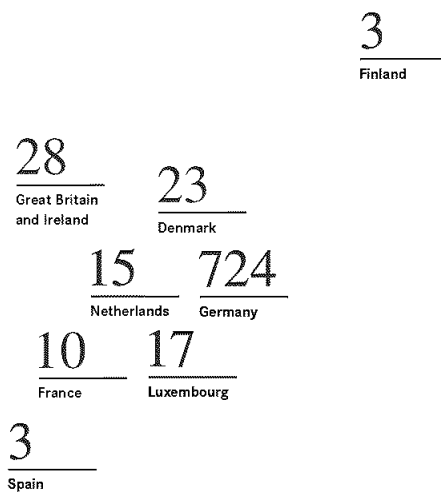 3
Finland
28
Great Britain
and Ireland
23
Denmark
15
Netherlands
724
Germany
10
France
17
Luxembourg
3
Spain